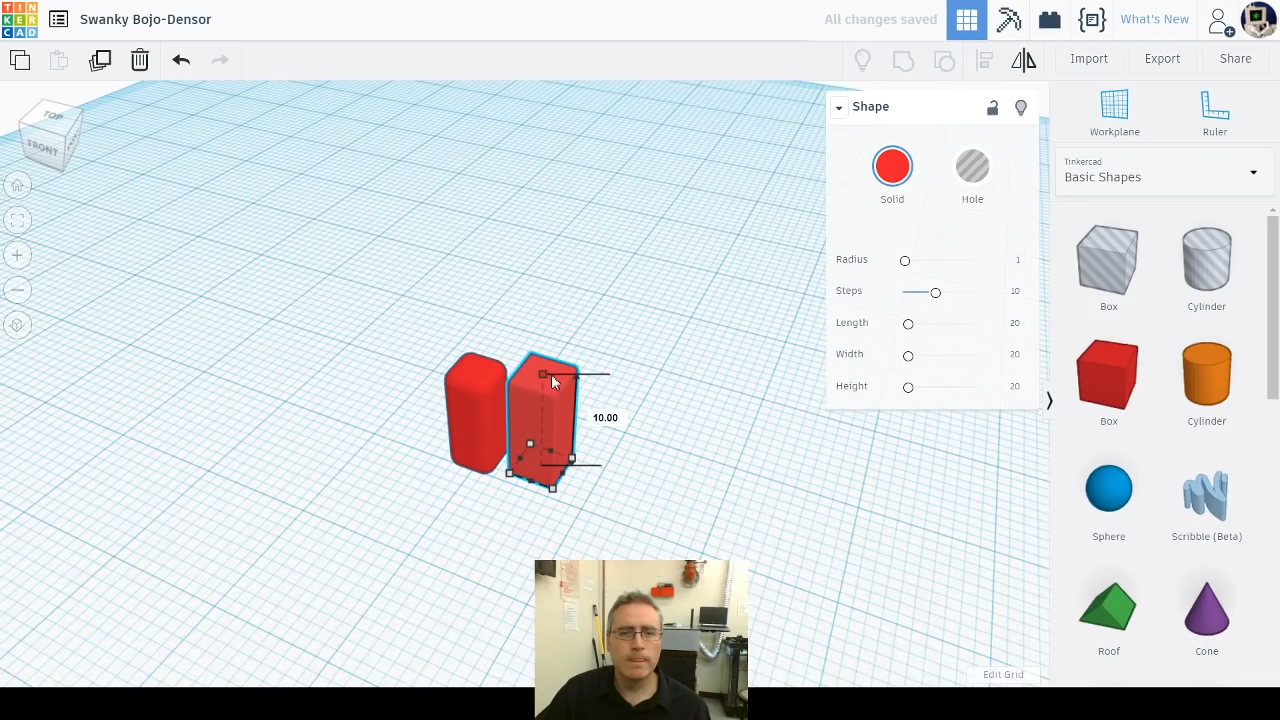 TIN
KER
CAD
Swanky Bojo-Densor
All changes saved
What's New
Import
Export
Share
TOP
FRONT
Shape
Solid
Hole
Radius 1
Steps 10
Length 20
Width 20
Height 20
Workplane
Ruler
Tinkercad
Basic Shapes
Box
Cylinder
Box
Cylinder
Sphere
Scribble (Beta)
Roof
Cone
10.00
Edit Grid